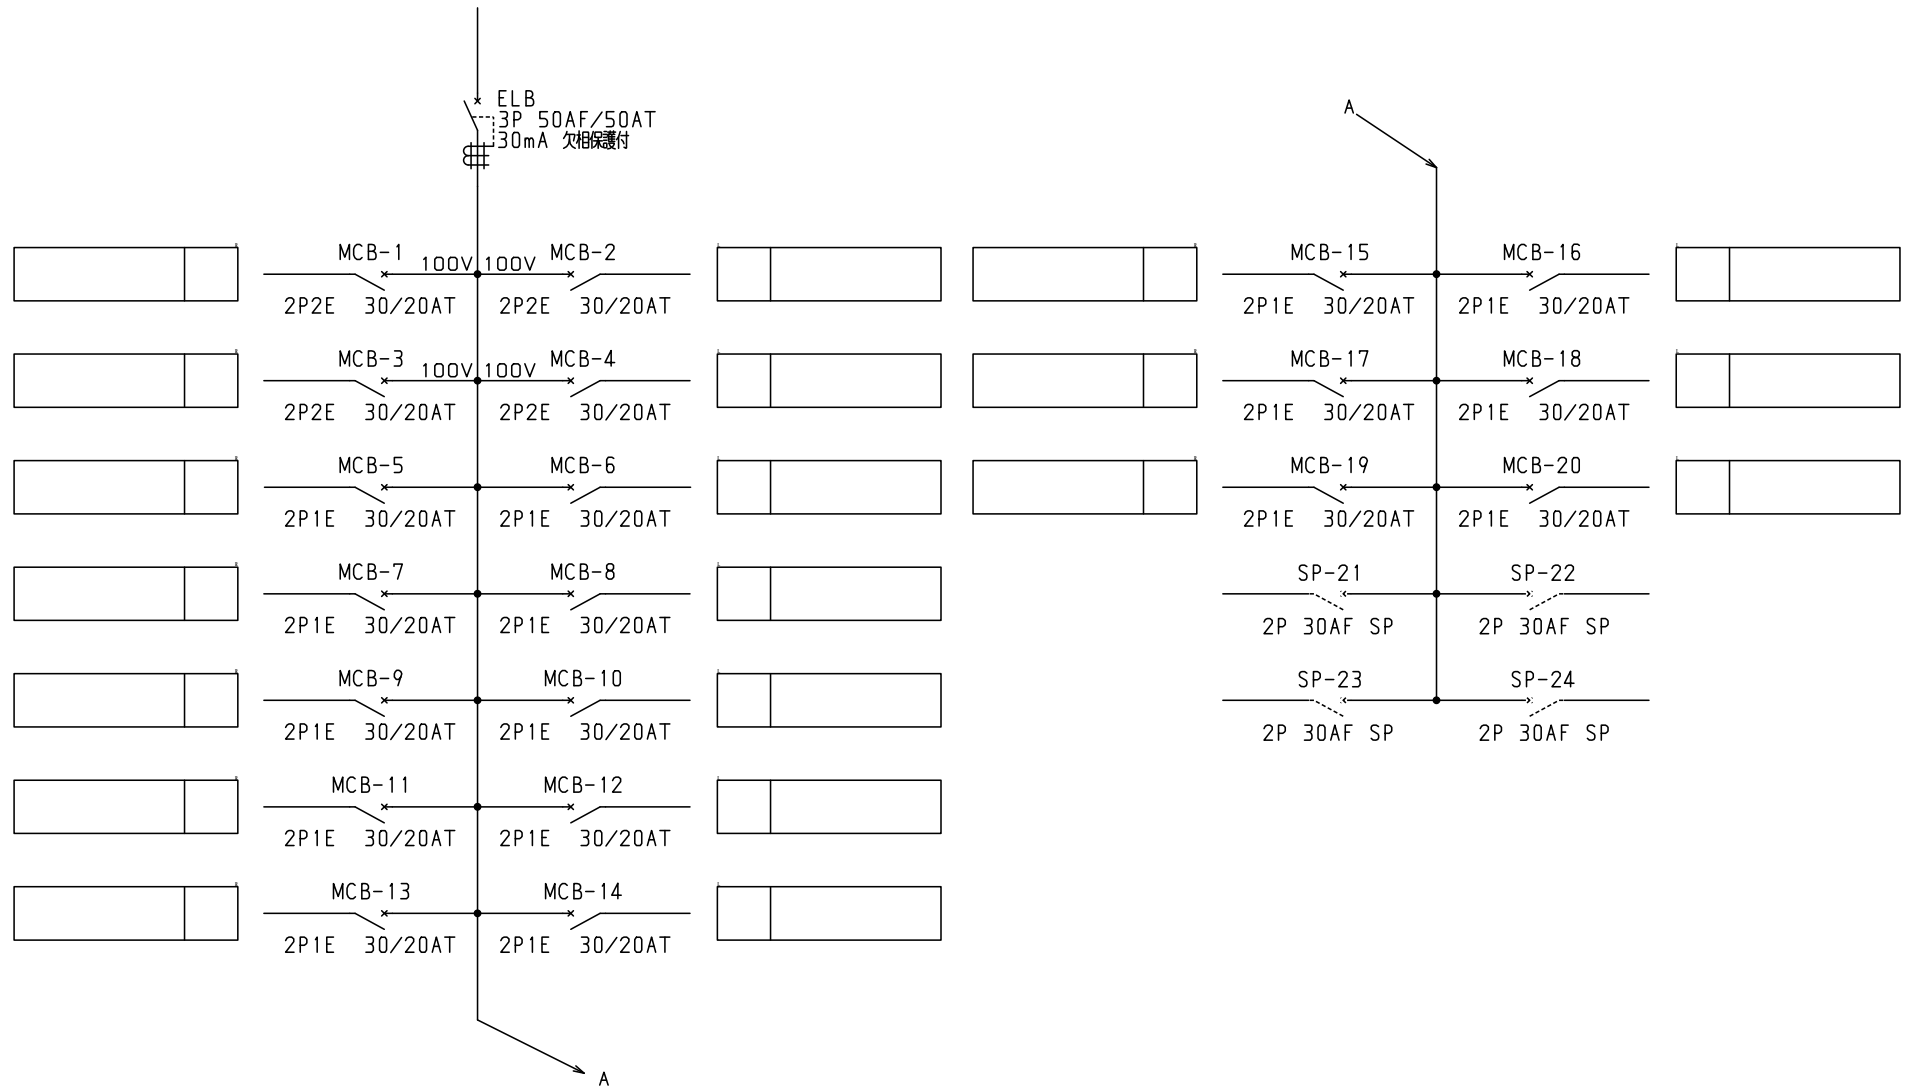 ELB
3P 50AF/50AT
30mA 欠相保護付
MCB-1 100V 100V MCB-2
2P2E 30/20AT 2P2E 30/20AT
MCB-3 100V 100V MCB-4
2P2E 30/20AT 2P2E 30/20AT
MCB-5 MCB-6
2P1E 30/20AT 2P1E 30/20AT
MCB-7 MCB-8
2P1E 30/20AT 2P1E 30/20AT
MCB-9 MCB-10
2P1E 30/20AT 2P1E 30/20AT
MCB-11 MCB-12
2P1E 30/20AT 2P1E 30/20AT
MCB-13 MCB-14
2P1E 30/20AT 2P1E 30/20AT
A
A
MCB-15 MCB-16
2P1E 30/20AT 2P1E 30/20AT
MCB-17 MCB-18
2P1E 30/20AT 2P1E 30/20AT
MCB-19 MCB-20
2P1E 30/20AT 2P1E 30/20AT
SP-21 SP-22
2P 30AF SP 2P 30AF SP
SP-23 SP-24
2P 30AF SP 2P 30AF SP